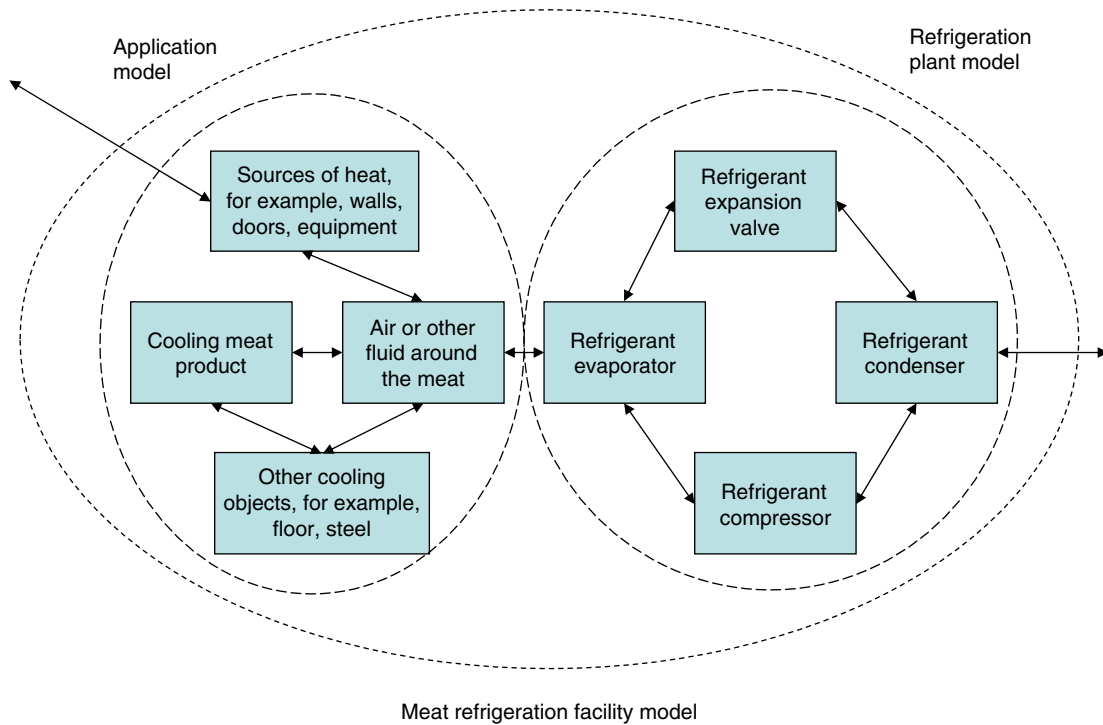 Application
model
Refrigeration
plant model
Sources of heat,
for example, walls,
doors, equipment
Refrigerant
expansion
valve
Cooling meat
product
Air or other
fluid around
the meat
Refrigerant
evaporator
Refrigerant
condenser
Other cooling
objects, for example,
floor, steel
Refrigerant
compressor
Meat refrigeration facility model